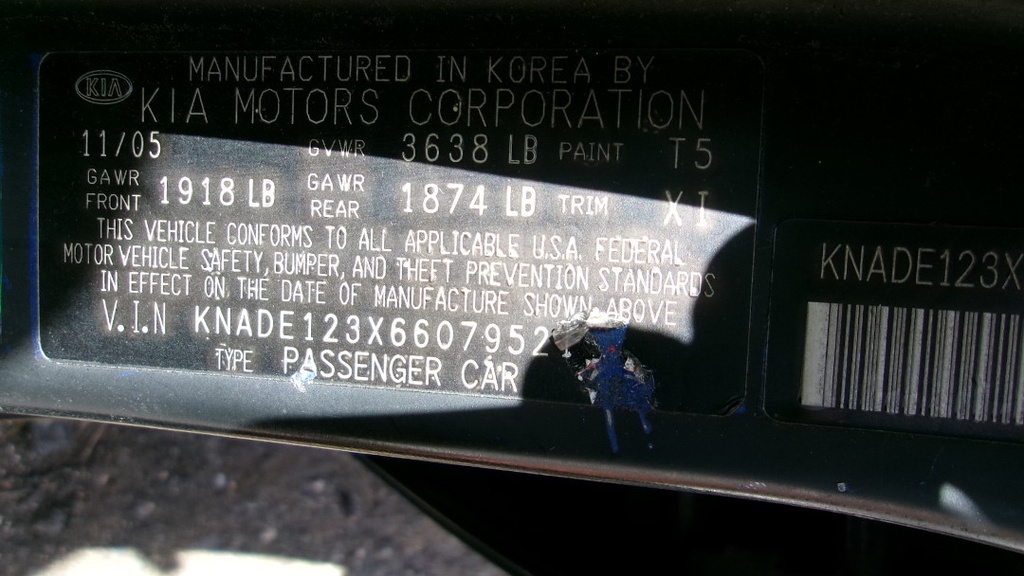 MANUFACTURED IN KOREA BY
KIA KIA MOTORS CORPORATION
11/05 GVWR 3638 LB PAINT T5
GAWR FRONT 1918 LB GAWR REAR 1874 LB TRIM XI
THIS VEHICLE CONFORMS TO ALL APPLICABLE U.S.A. FEDERAL
MOTOR VEHICLE SAFETY, BUMPER, AND THEFT PREVENTION STANDARDS
IN EFFECT ON THE DATE OF MANUFACTURE SHOWN ABOVE
V.I.N KNADE123X6607952
TYPE PASSENGER CAR
KNADE123X